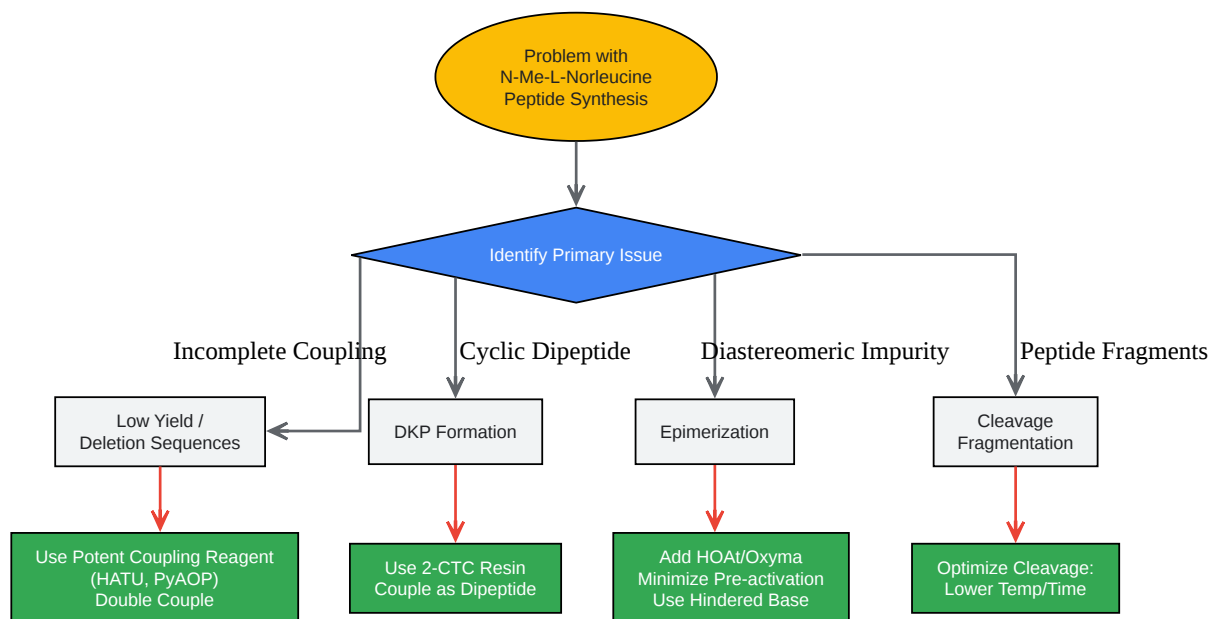 Problem with
N-Me-L-Norleucine
Peptide Synthesis
Identify Primary Issue
Incomplete Coupling
Cyclic Dipeptide
Diastereomeric Impurity
Peptide Fragments
Low Yield /
Deletion Sequences
DKP Formation
Epimerization
Cleavage
Fragmentation
Use Potent Coupling Reagent
(HATU, PyAOP)
Double Couple
Use 2-CTC Resin
Couple as Dipeptide
Add HOAt/Oxyma
Minimize Pre-activation
Use Hindered Base
Optimize Cleavage:
Lower Temp/Time